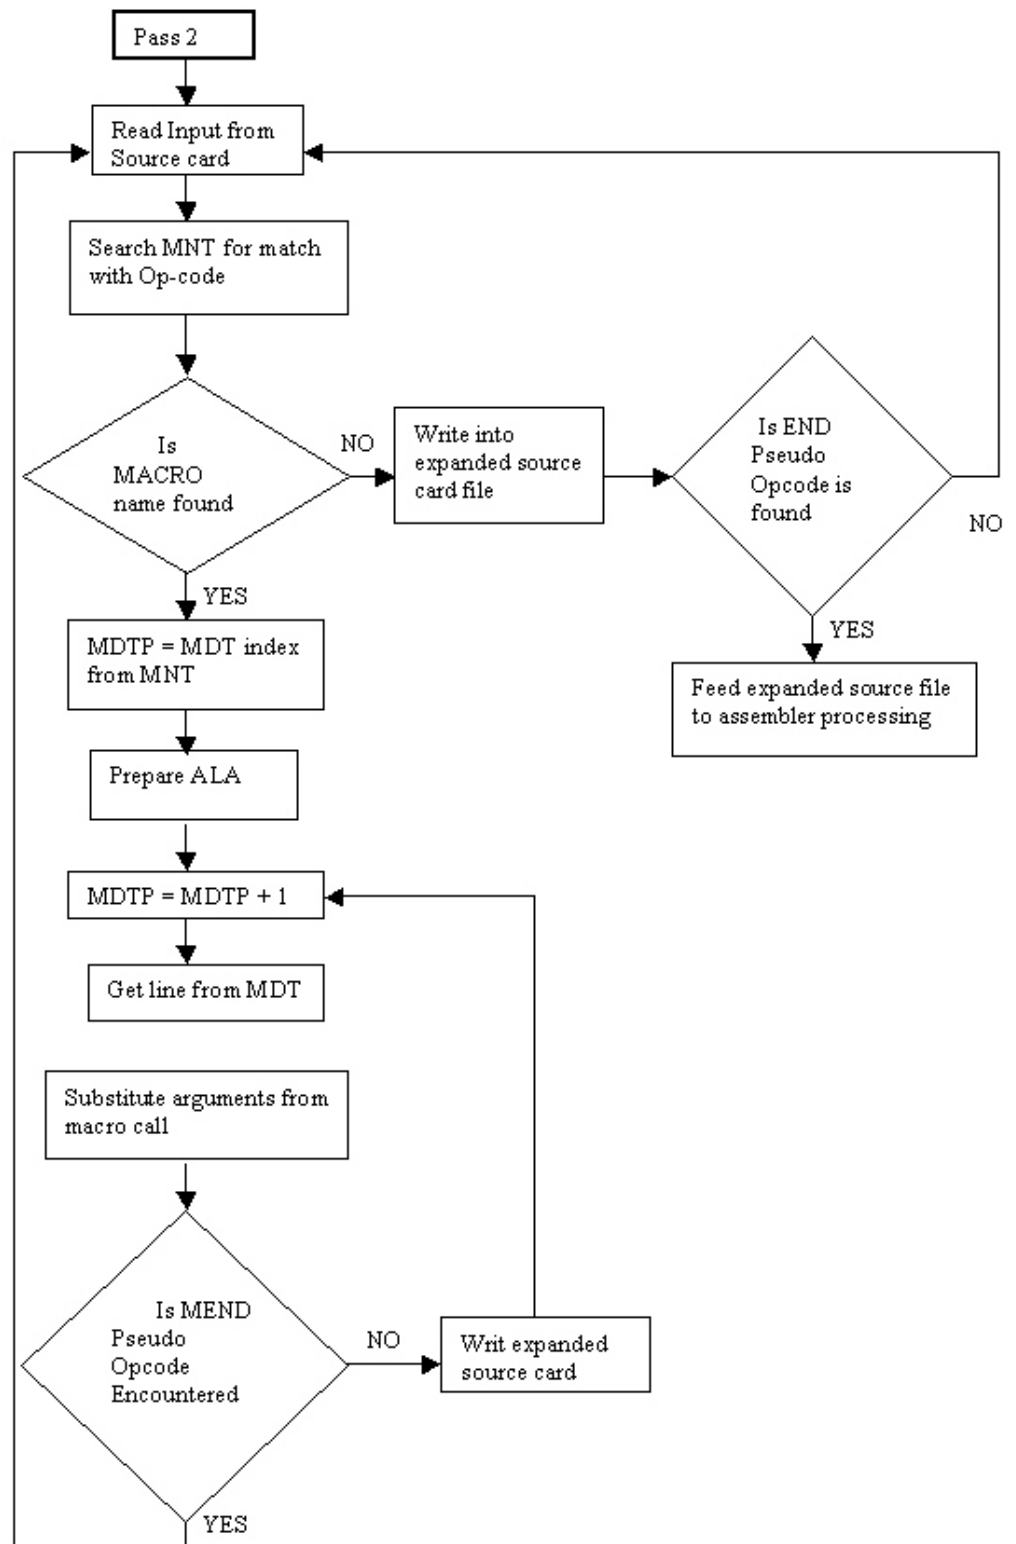 Pass 2
Read Input from
Source card
Search MNT for match
with Op-code
Is
MACRO
name found
NO
Write into
expanded source
card file
Is END
Pseudo
Opcode is
found
NO
YES
YES
MDTP = MDT index
from MNT
Feed expanded source file
to assembler processing
Prepare ALA
MDTP = MDTP + 1
Get line from MDT
Substitute arguments from
macro call
Is MEND
Pseudo
Opcode
Encountered
NO
Writ expanded
source card
YES